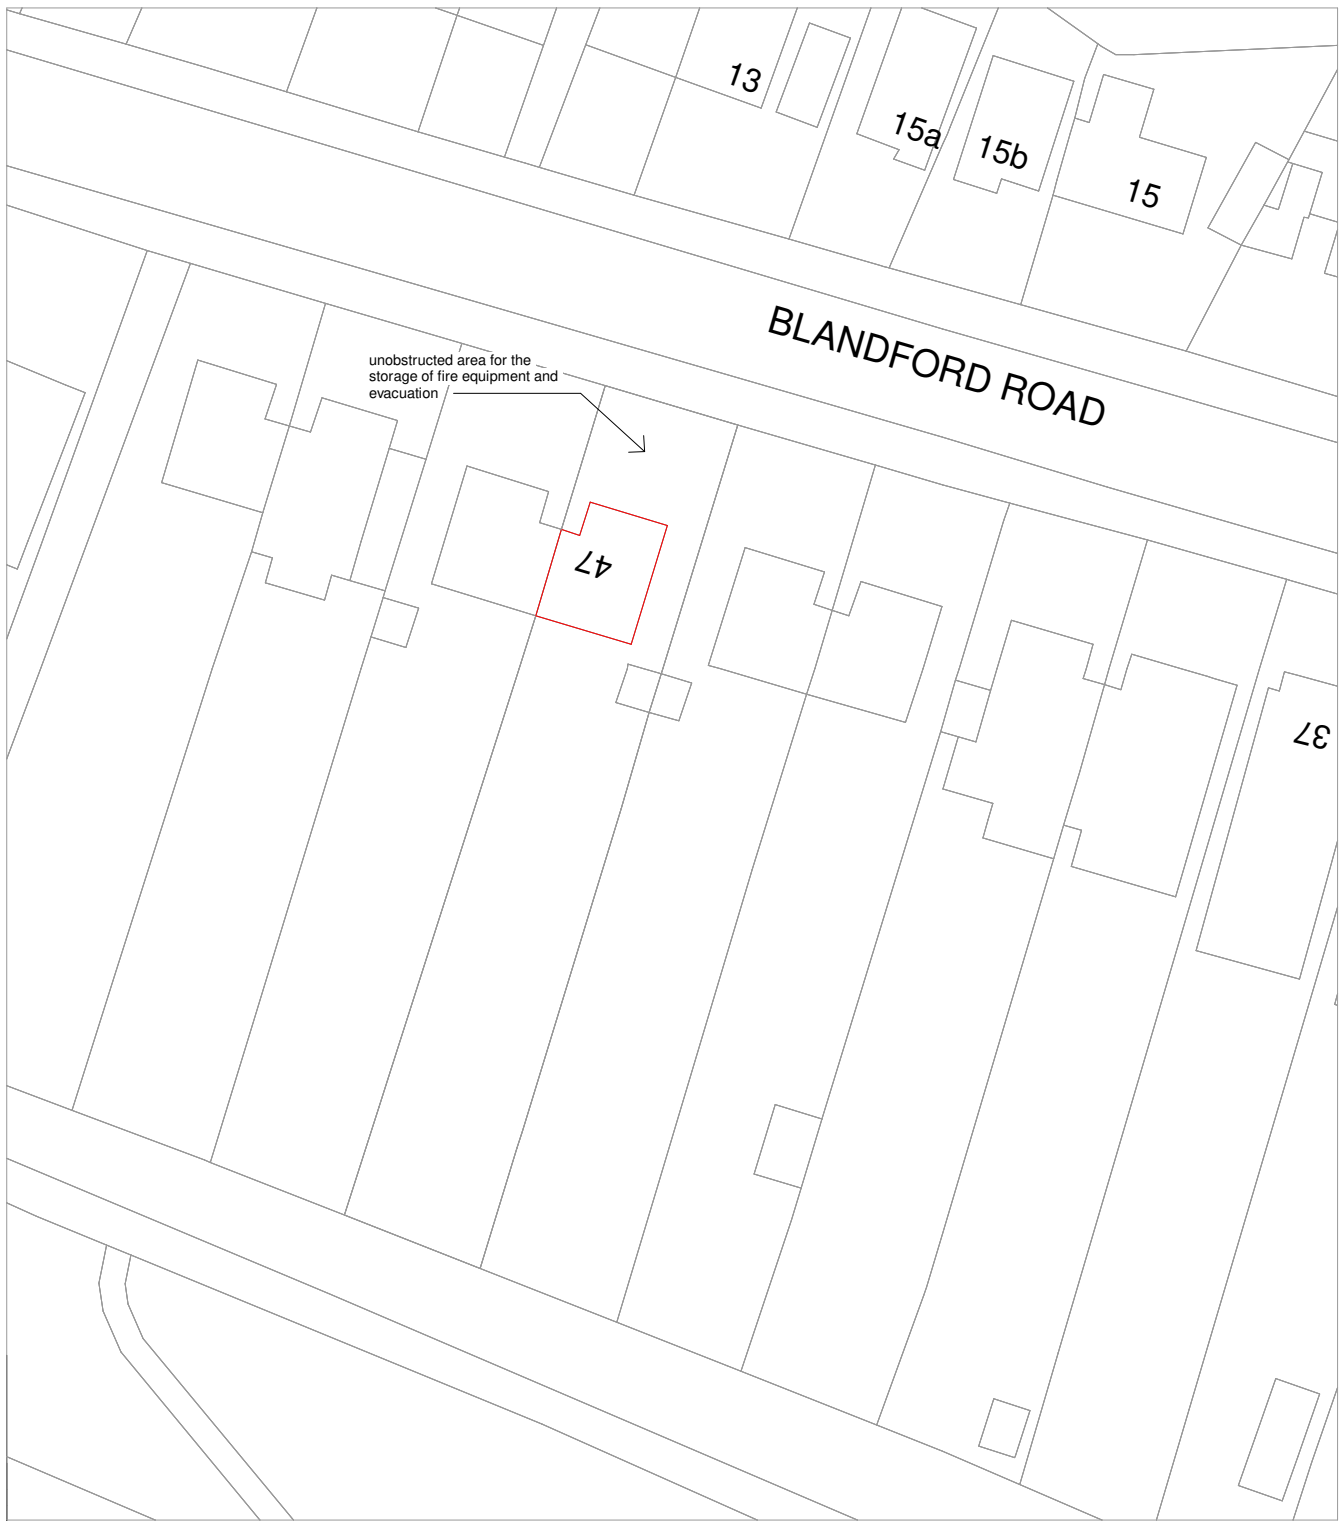 13
15a
15b
15
BLANDFORD ROAD
unobstructed area for the
storage of fire equipment and
evacuation
47
37